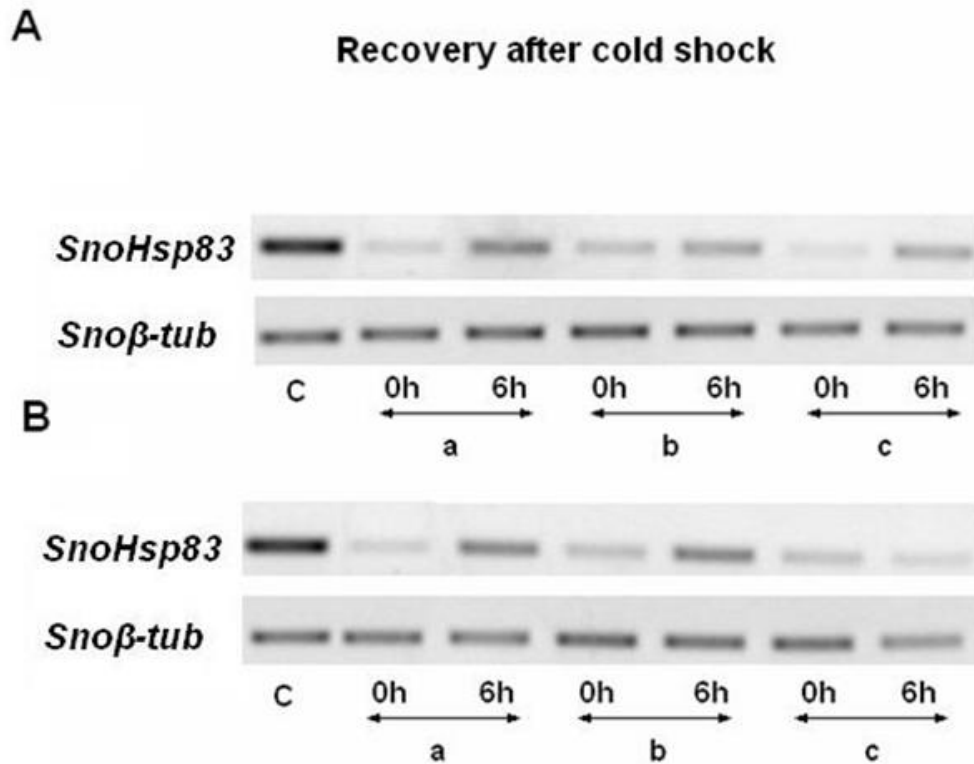 A
Recovery after cold shock
SnoHsp83
Snoβ-tub
C 0h 6h 0h 6h 0h 6h
a b c
B
SnoHsp83
Snoβ-tub
C 0h 6h 0h 6h 0h 6h
a b c